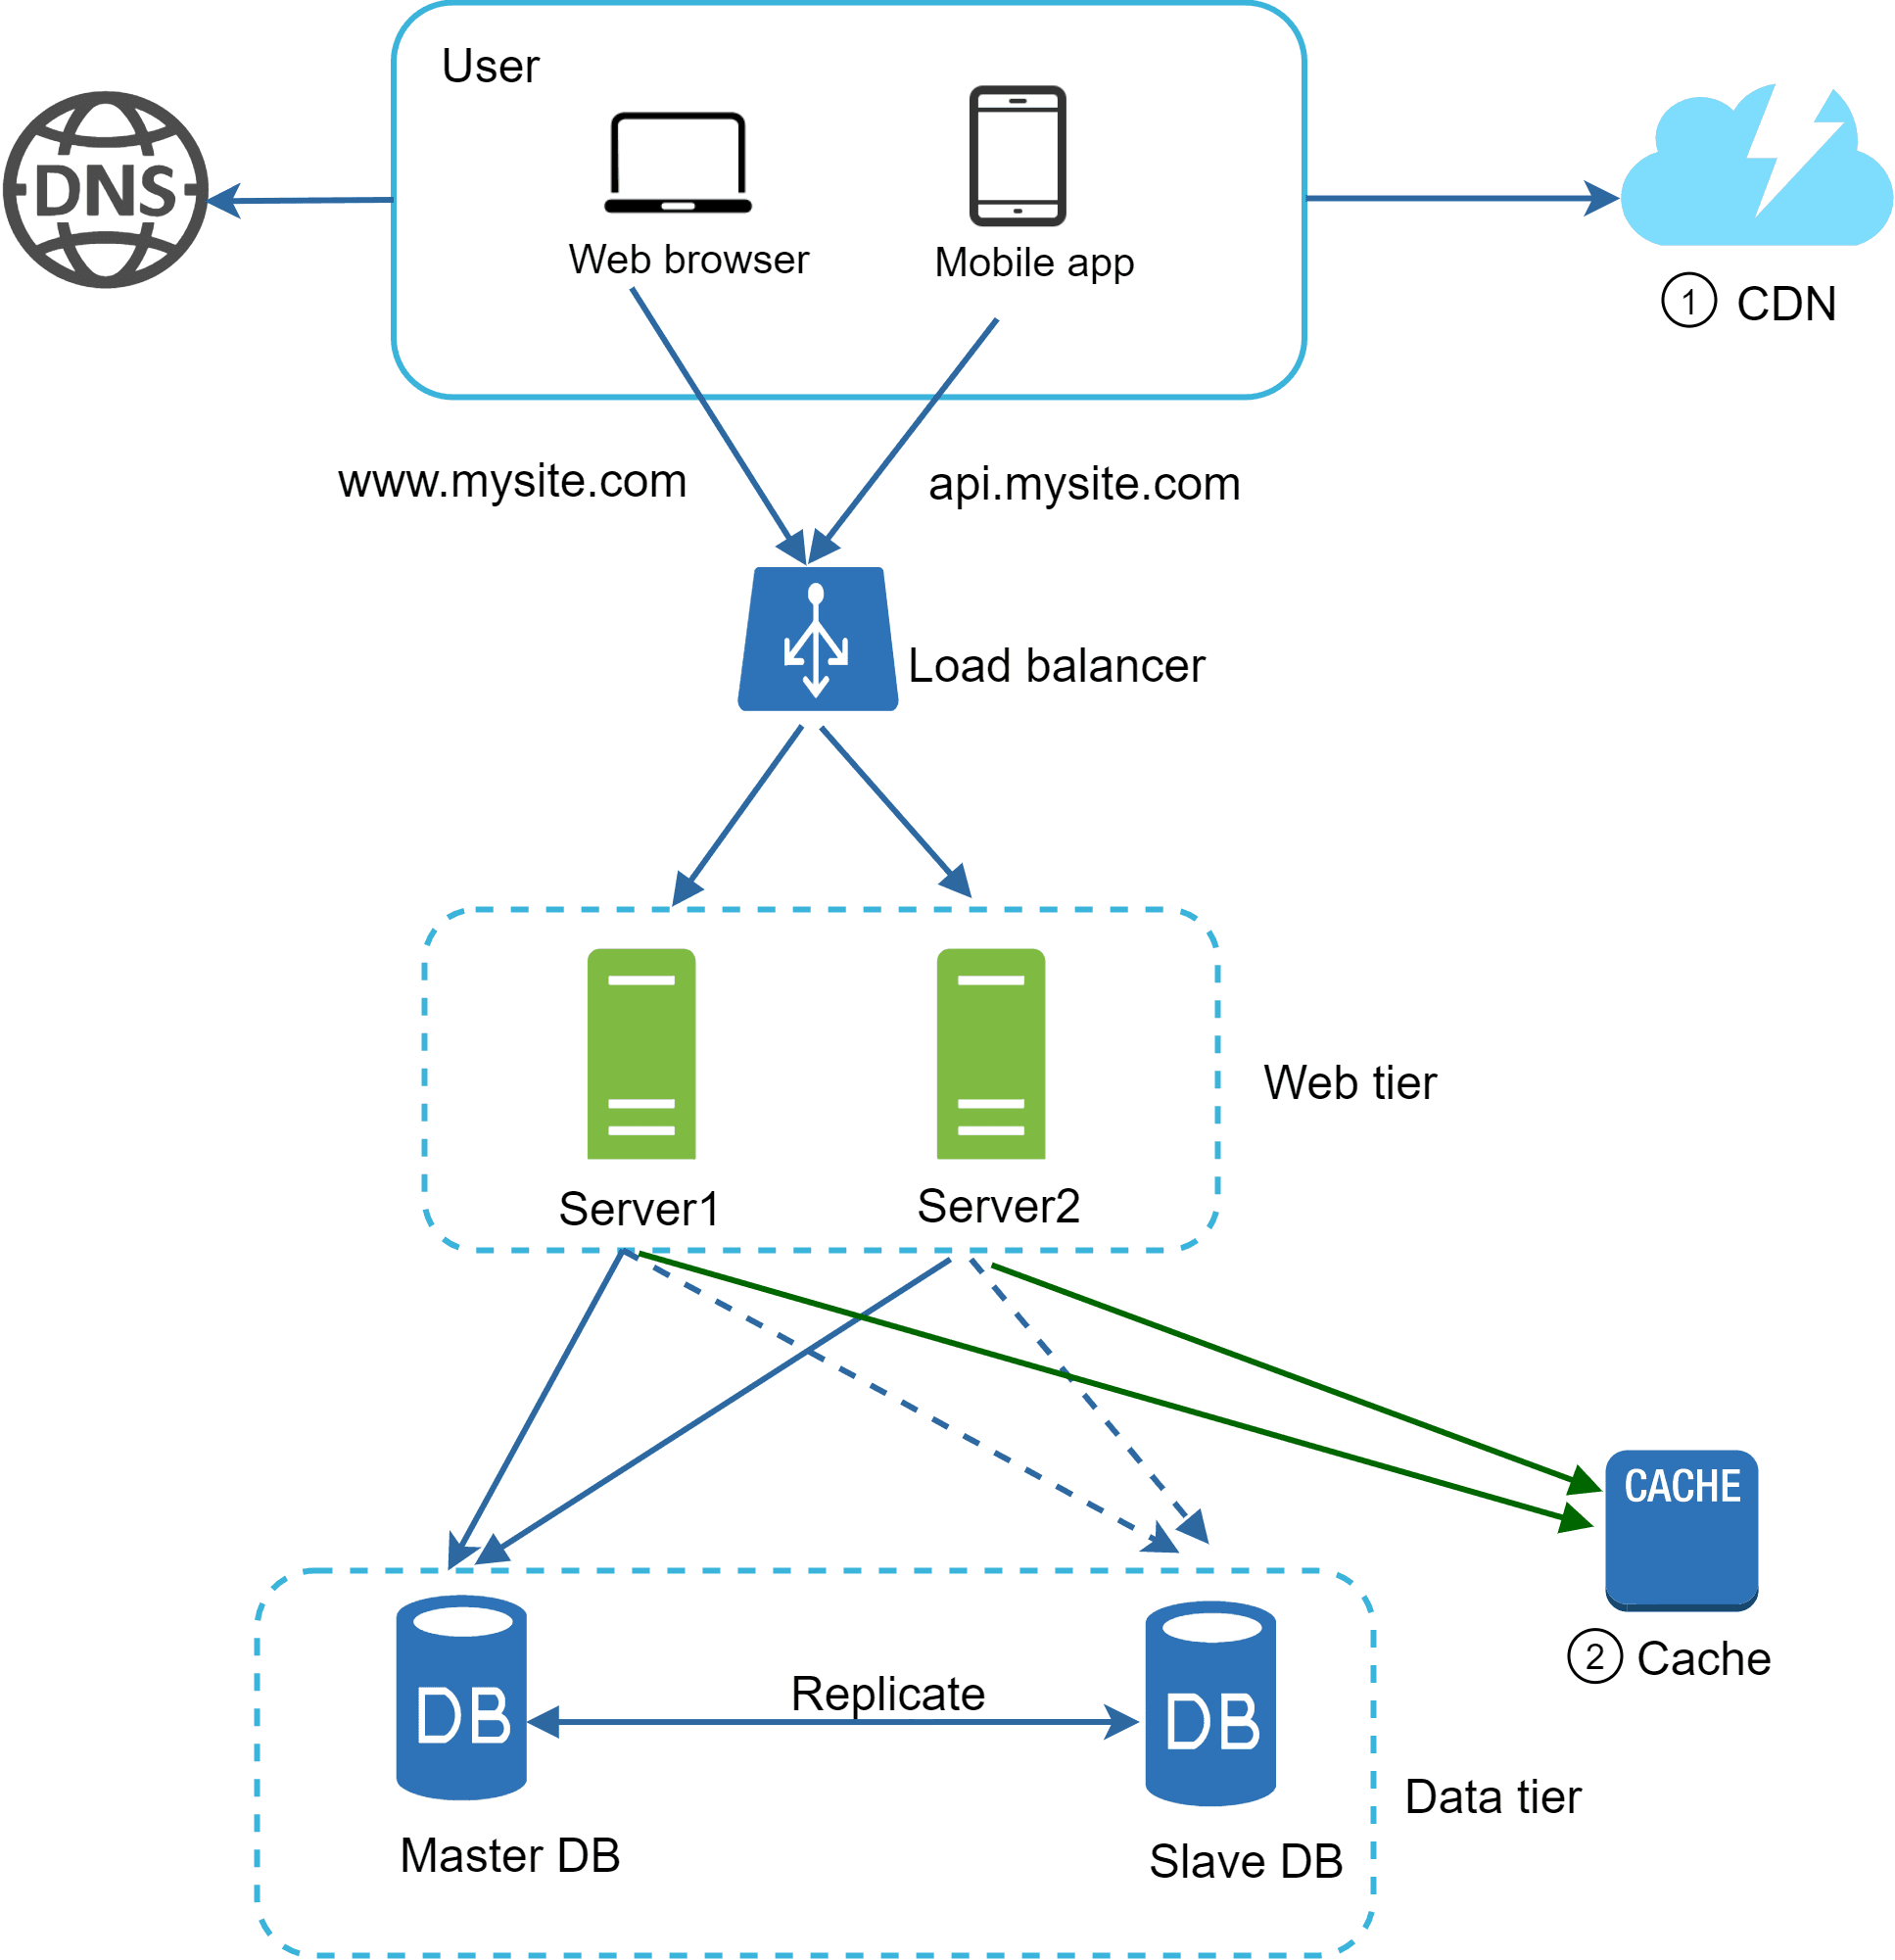 User
DNS
Web browser
Mobile app
1 CDN
www.mysite.com
api.mysite.com
Load balancer
Web tier
Server1
Server2
CACHE
2 Cache
Replicate
DB
DB
Data tier
Master DB
Slave DB